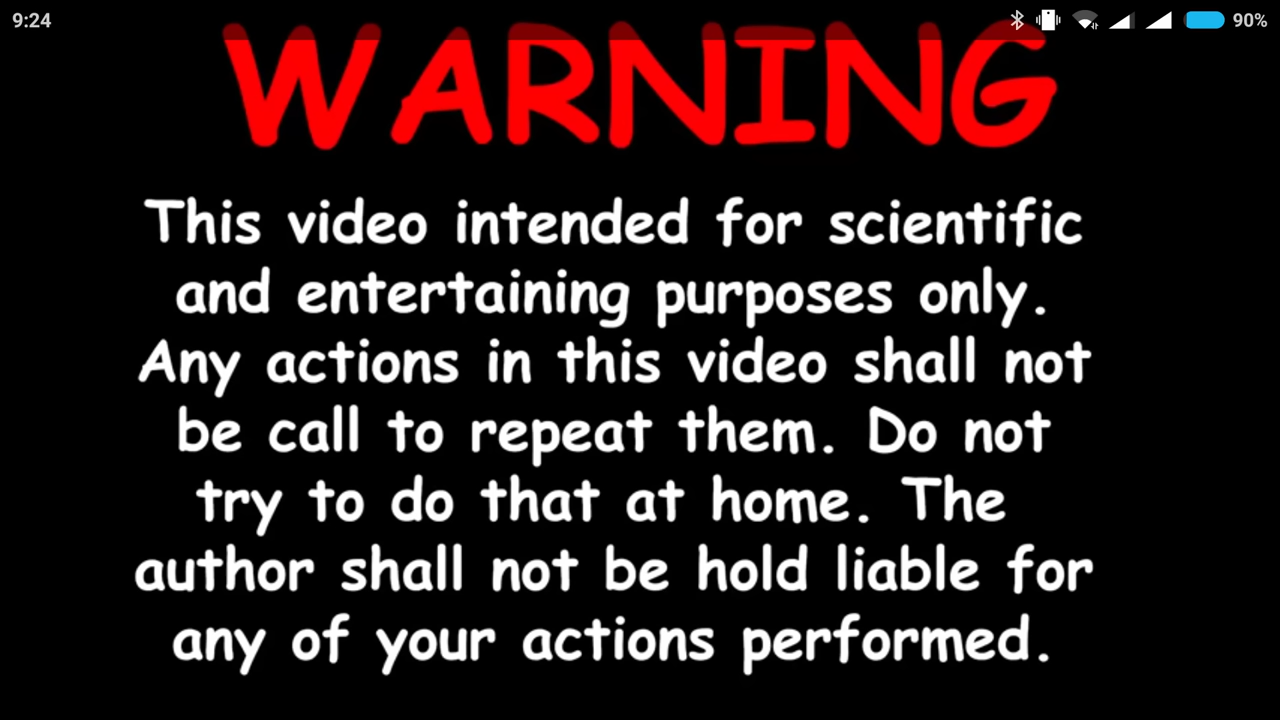 9:24 90%
WARNING
This video intended for scientific
and entertaining purposes only.
Any actions in this video shall not
be call to repeat them. Do not
try to do that at home. The
author shall not be hold liable for
any of your actions performed.